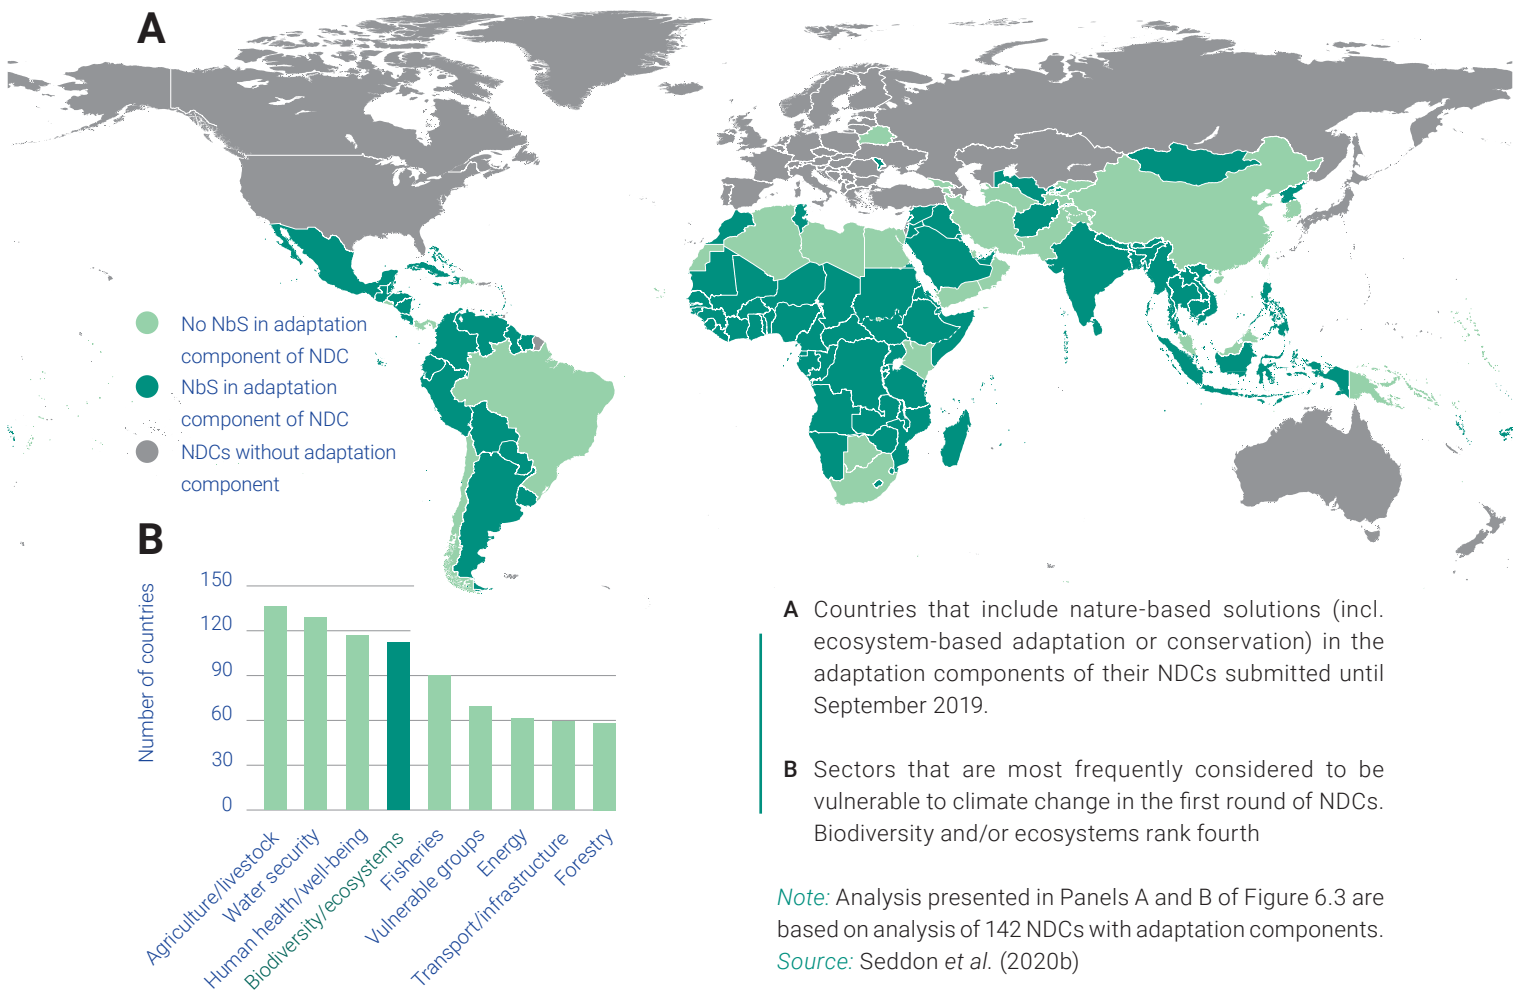 A
No NbS in adaptation
component of NDC
NbS in adaptation
component of NDC
NDCs without adaptation
component
B
Number of countries
150
120
90
60
30
0
Agriculture/livestock
Water security
Human health/well-being
Biodiversity/ecosystems
Fisheries
Vulnerable groups
Energy
Transport/infrastructure
Forestry
A Countries that include nature-based solutions (incl.
ecosystem-based adaptation or conservation) in the
adaptation components of their NDCs submitted until
September 2019.
B Sectors that are most frequently considered to be
vulnerable to climate change in the first round of NDCs.
Biodiversity and/or ecosystems rank fourth
Note: Analysis presented in Panels A and B of Figure 6.3 are
based on analysis of 142 NDCs with adaptation components.
Source: Seddon et al. (2020b)